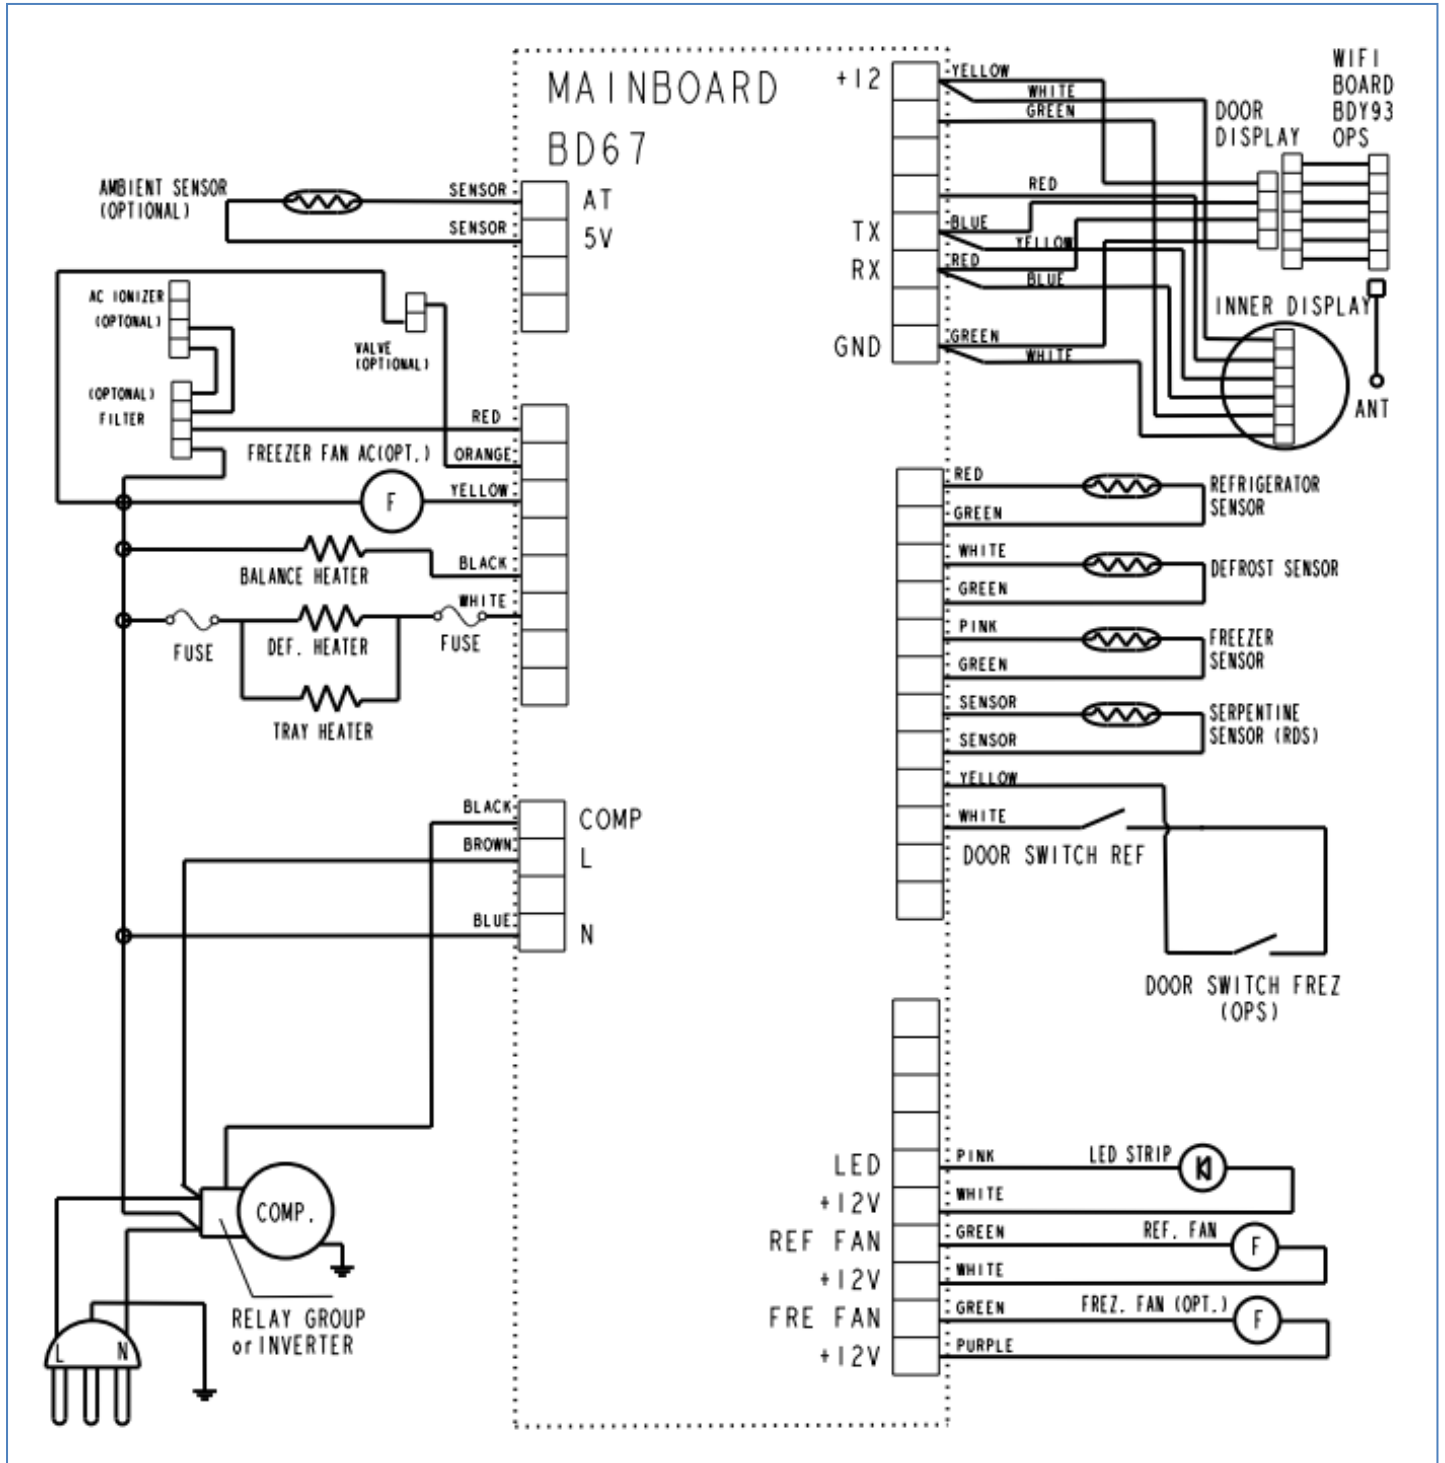 MAINBOARD
BD67
AMBIENT SENSOR
(OPTIONAL)
SENSOR
AT
SENSOR
5V
AC IONIZER
(OPTONAL)
VALVE
(OPTIONAL)
(OPTONAL)
FILTER
RED
FREEZER FAN AC(OPT.)
ORANGE
YELLOW
F
BLACK
BALANCE HEATER
WHITE
FUSE
DEF. HEATER
FUSE
TRAY HEATER
BLACK
COMP
BROWN
L
BLUE
N
COMP.
RELAY GROUP
or INVERTER
L
N
+12
YELLOW
WHITE
GREEN
DOOR
DISPLAY
WIFI
BOARD
BDY93
OPS
RED
TX
BLUE
YELLOW
RX
RED
BLUE
INNER DISPLAY
GND
GREEN
WHITE
ANT
RED
REFRIGERATOR
SENSOR
GREEN
WHITE
DEFROST SENSOR
GREEN
PINK
FREEZER
SENSOR
GREEN
SENSOR
SERPENTINE
SENSOR (RDS)
SENSOR
YELLOW
WHITE
DOOR SWITCH REF
DOOR SWITCH FREZ
(OPS)
LED
PINK
LED STRIP
+12V
WHITE
REF FAN
GREEN
REF. FAN
F
+12V
WHITE
FRE FAN
GREEN
FREZ. FAN (OPT.)
F
+12V
PURPLE